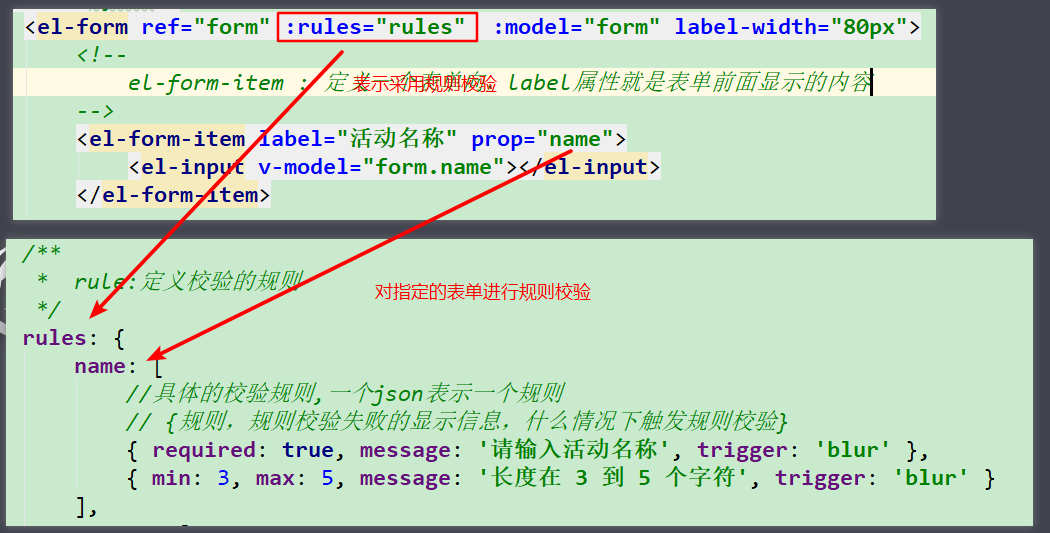 <el-form ref="form" :rules="rules" :model="form" label-width="80px">
<!--
el-form-item : 定义 label属性就是表单前面显示的内容
表示采用规则校验
-->
<el-form-item label="活动名称" prop="name">
<el-input v-model="form.name"></el-input>
</el-form-item>
/**
* rule:定义校验的规则
对指定的表单进行规则校验
*/
rules: {
name: [
//具体的校验规则,一个json表示一个规则
// {规则，规则校验失败的显示信息，什么情况下触发规则校验}
{ required: true, message: '请输入活动名称', trigger: 'blur' },
{ min: 3, max: 5, message: '长度在 3 到 5 个字符', trigger: 'blur' }
],